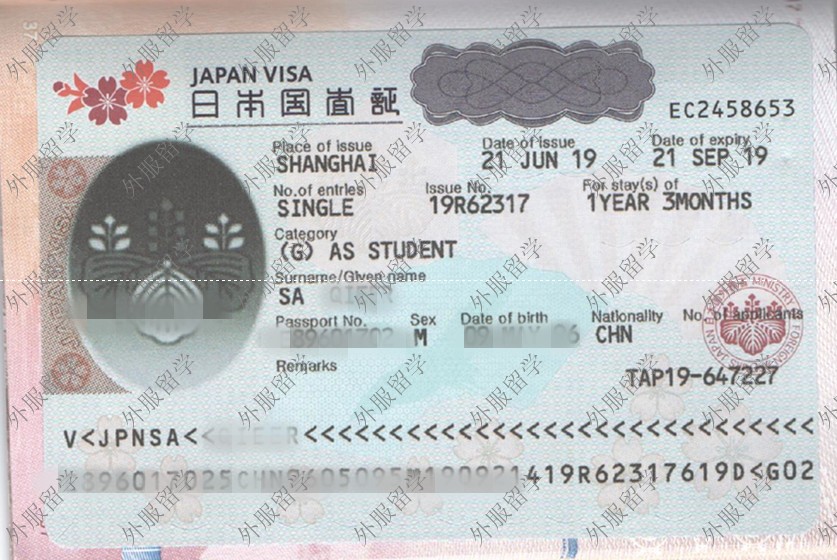 JAPAN VISA
日本国査証
EC2458653
Place of issue Date of issue Date of expiry
SHANGHAI 21 JUN 19 21 SEP 19
No.of entries Issue No. For stay(s) of
SINGLE 19R62317 1YEAR 3MONTHS
Category
(G) AS STUDENT
Surname/Given name
SA
Passport No. Sex Date of birth Nationality No. of applicants
M CHN
Remarks
TAP19-647227
V<JPNSA<<
<<<<<<<<<<<<<<<<<<<<<<<<<<<<
419R62317619D<G02
外服留学